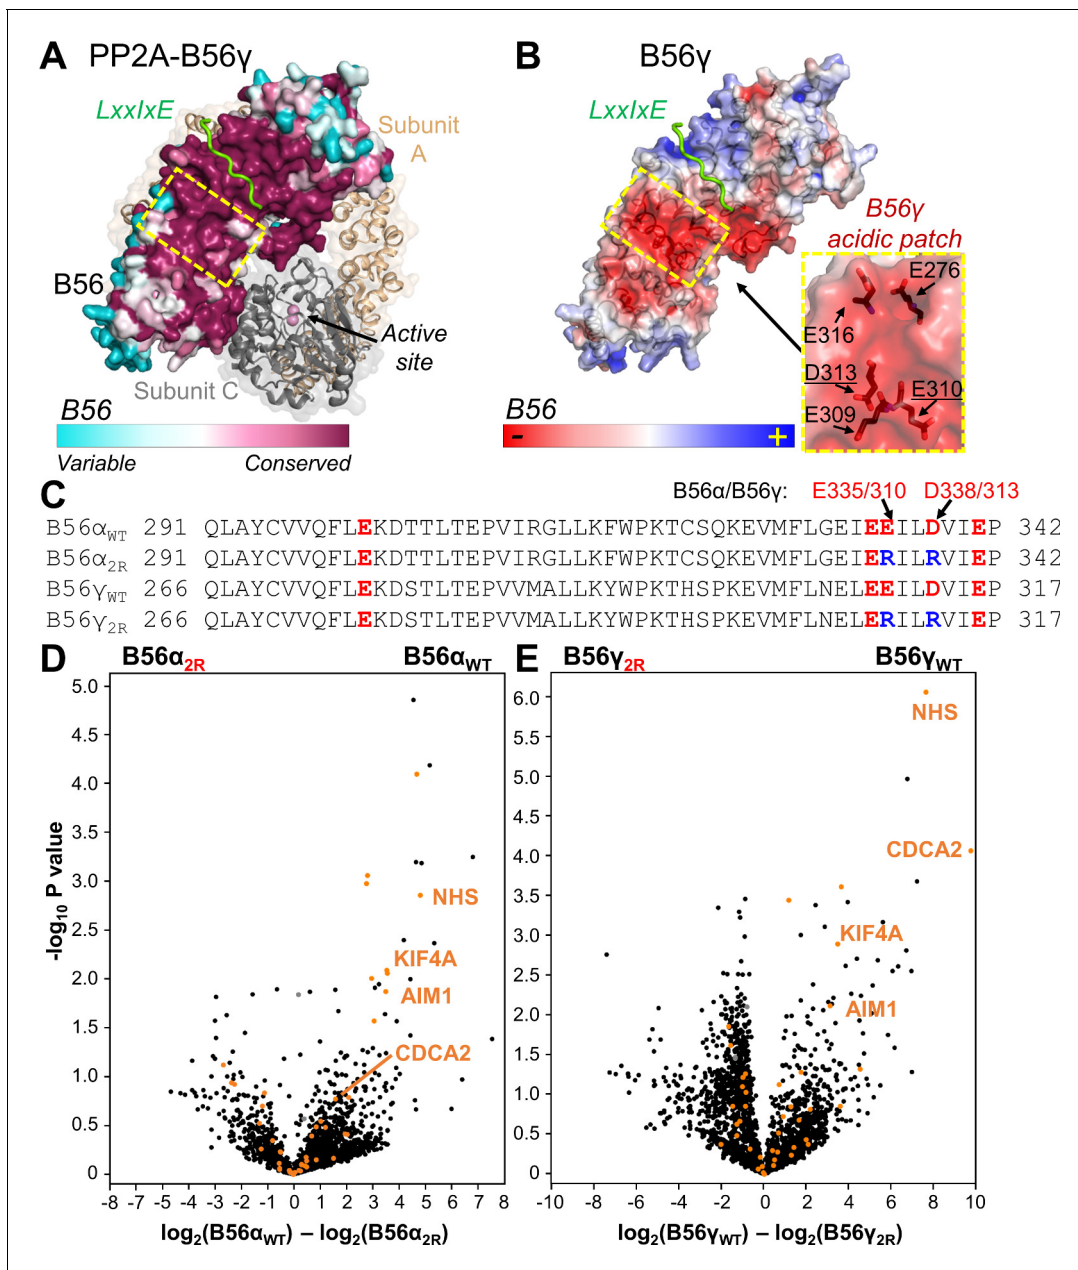 A PP2A-B56γ
LxxIxE
Subunit
A
B56
Active
site
Subunit C
B56
Variable Conserved
B B56γ
LxxIxE
B56γ
acidic patch
E276
E316
D313
E310
E309
B56
- +
C B56α/B56γ: E335/310 D338/313
B56αWT 291 QLAYCVVQFLEKDTTLTEPVIRGLLKFWPKTCSQKEVMFLGEIEEILDVIEP 342
B56α2R 291 QLAYCVVQFLEKDTTLTEPVIRGLLKFWPKTCSQKEVMFLGEIERILRVIEP 342
B56γWT 266 QLAYCVVQFLEKDSTLTEPVVMALLKYWPKTHSPKEVMFLNELEEILDVIEP 317
B56γ2R 266 QLAYCVVQFLEKDSTLTEPVVMALLKYWPKTHSPKEVMFLNELERILRVIEP 317
D B56α2R B56αWT
5.0
4.5
4.0
3.5
3.0
2.5
2.0
1.5
1.0
0.5
0
-log10 P value
NHS
KIF4A
AIM1
CDCA2
-8 -7 -6 -5 -4 -3 -2 -1 0 1 2 3 4 5 6 7 8
log2(B56αWT) – log2(B56α2R)
E B56γ2R B56γWT
6.0
5.5
5.0
4.5
4.0
3.5
3.0
2.5
2.0
1.5
1.0
0.5
0
NHS
CDCA2
KIF4A
AIM1
-10 -8 -6 -4 -2 0 2 4 6 8 10
log2(B56γWT) – log2(B56γ2R)